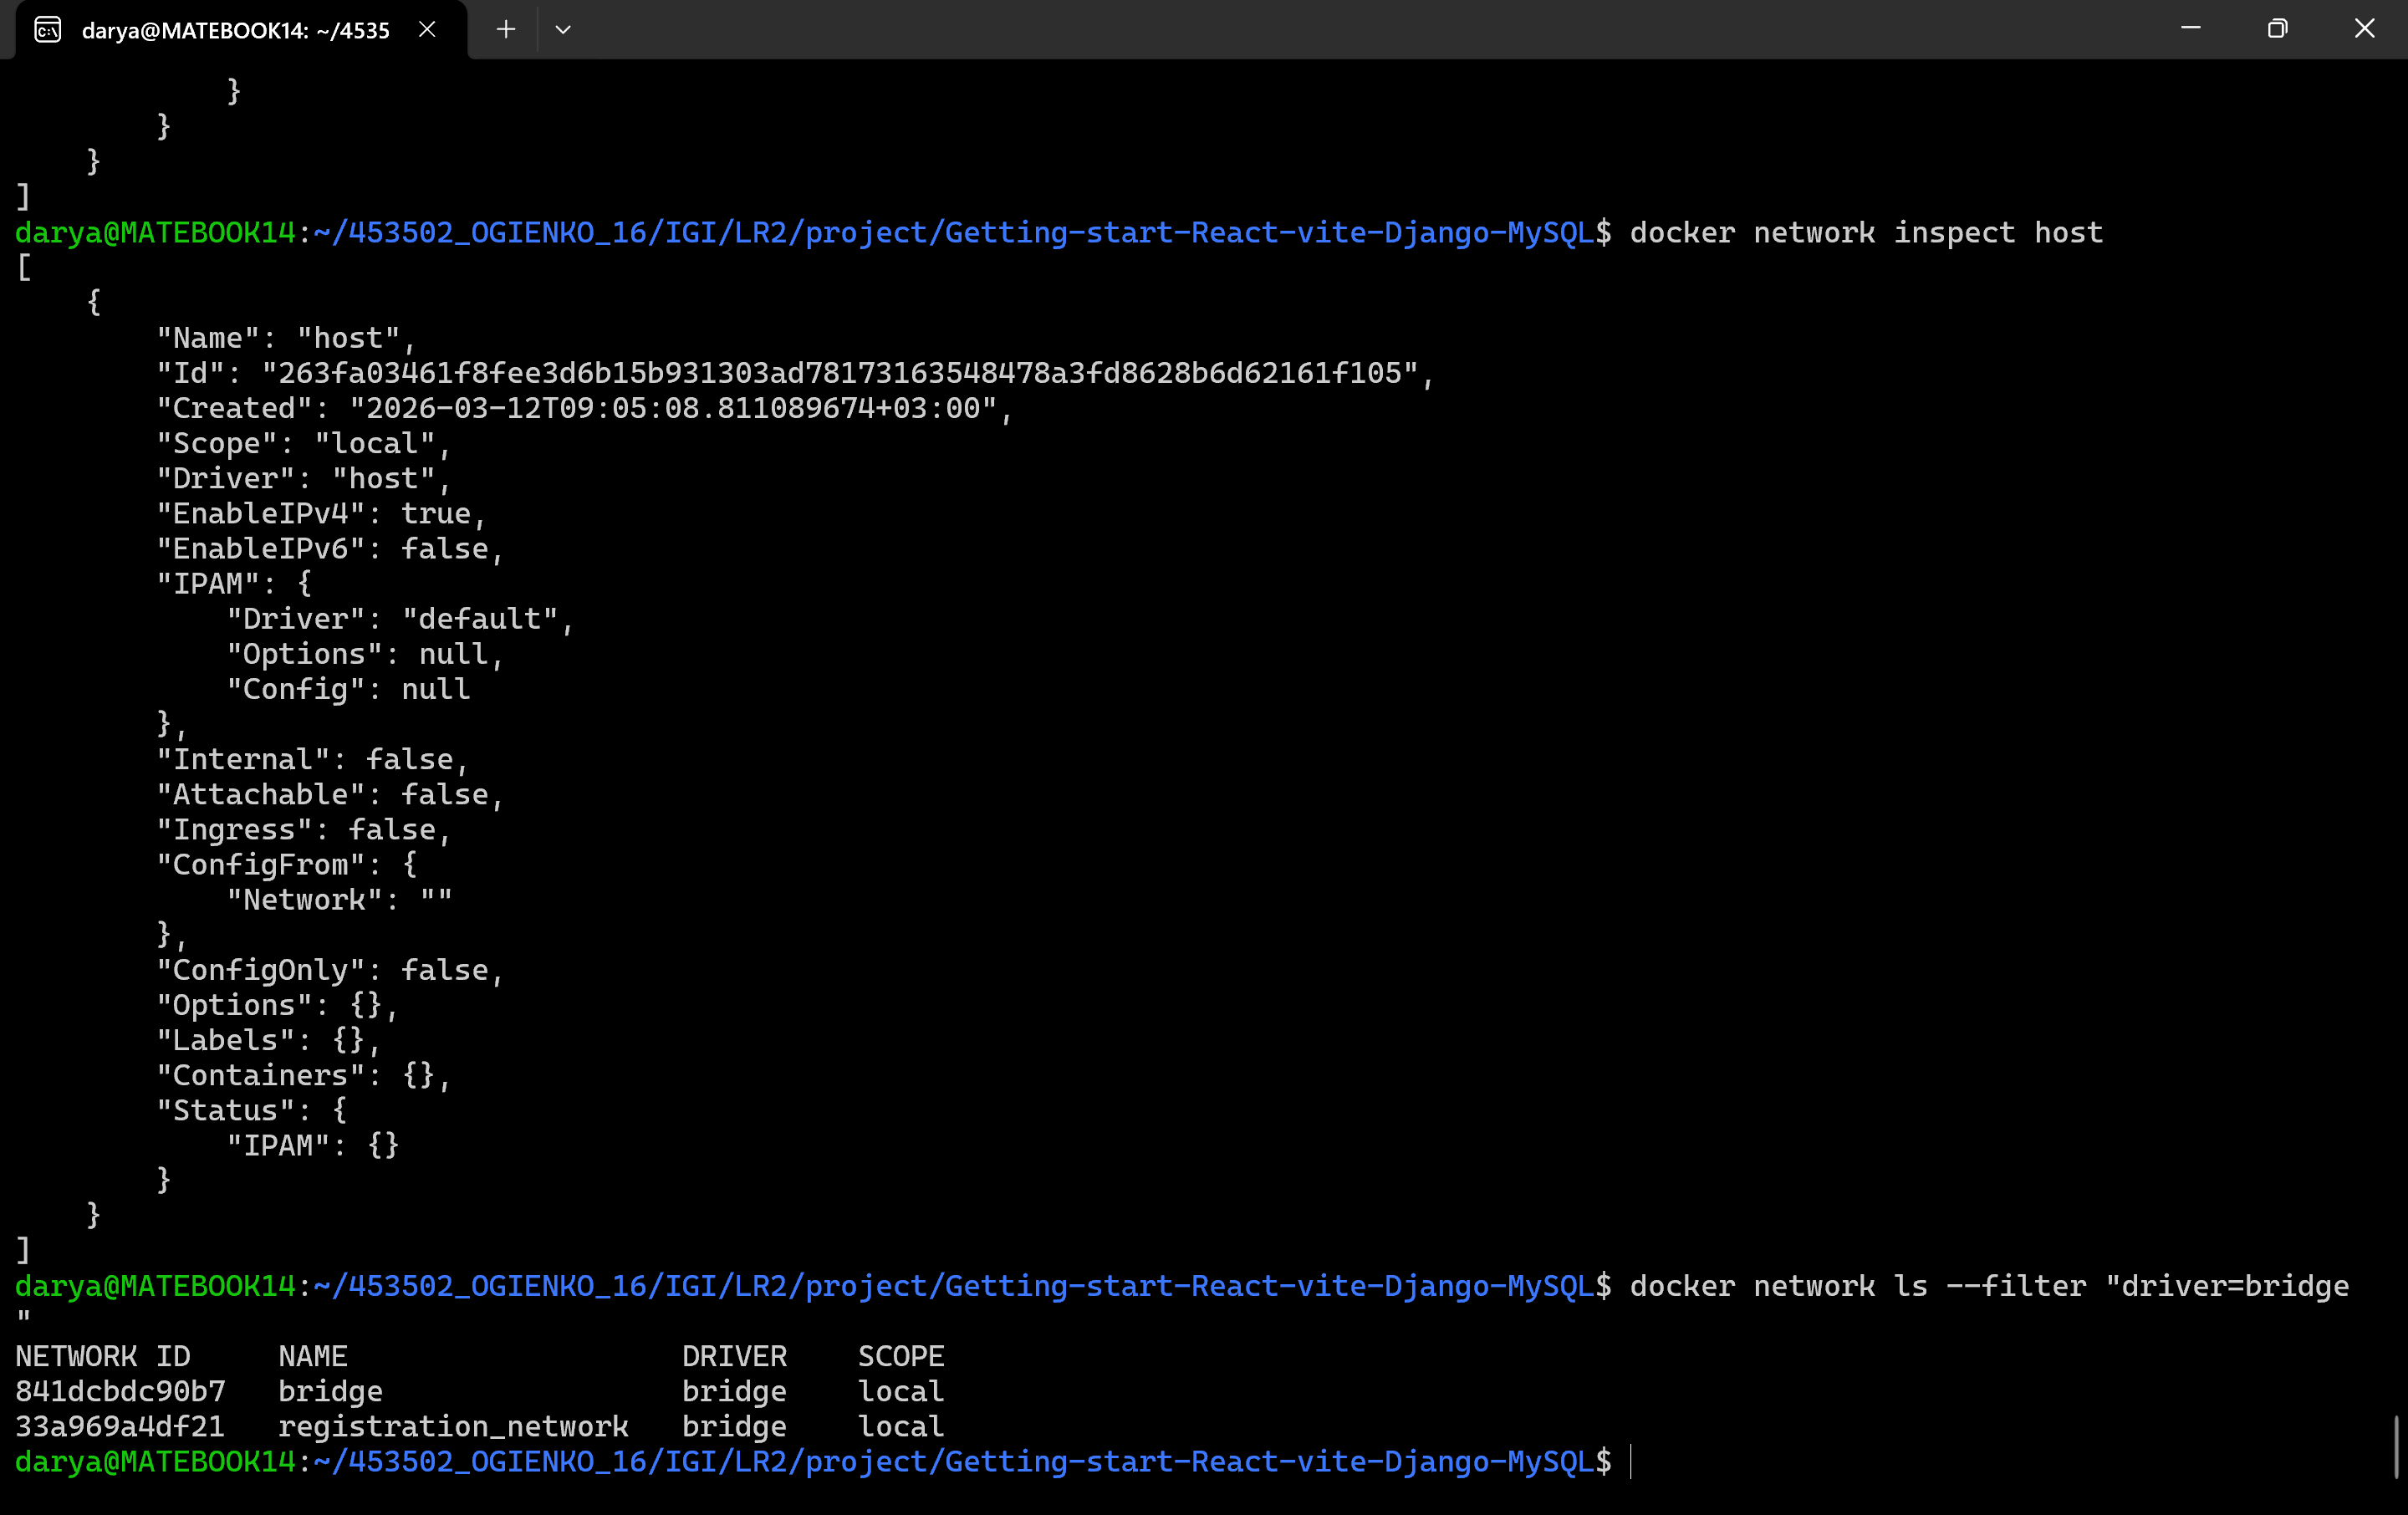 darya@MATEBOOK14: ~/4535
            }
        }
    }
]
darya@MATEBOOK14:~/453502_OGIENKO_16/IGI/LR2/project/Getting-start-React-vite-Django-MySQL$ docker network inspect host
[
    {
        "Name": "host",
        "Id": "263fa03461f8fee3d6b15b931303ad78173163548478a3fd8628b6d62161f105",
        "Created": "2026-03-12T09:05:08.811089674+03:00",
        "Scope": "local",
        "Driver": "host",
        "EnableIPv4": true,
        "EnableIPv6": false,
        "IPAM": {
            "Driver": "default",
            "Options": null,
            "Config": null
        },
        "Internal": false,
        "Attachable": false,
        "Ingress": false,
        "ConfigFrom": {
            "Network": ""
        },
        "ConfigOnly": false,
        "Options": {},
        "Labels": {},
        "Containers": {},
        "Status": {
            "IPAM": {}
        }
    }
]
darya@MATEBOOK14:~/453502_OGIENKO_16/IGI/LR2/project/Getting-start-React-vite-Django-MySQL$ docker network ls --filter "driver=bridge
"
NETWORK ID     NAME                   DRIVER    SCOPE
841dcbdc90b7   bridge                 bridge    local
33a969a4df21   registration_network   bridge    local
darya@MATEBOOK14:~/453502_OGIENKO_16/IGI/LR2/project/Getting-start-React-vite-Django-MySQL$